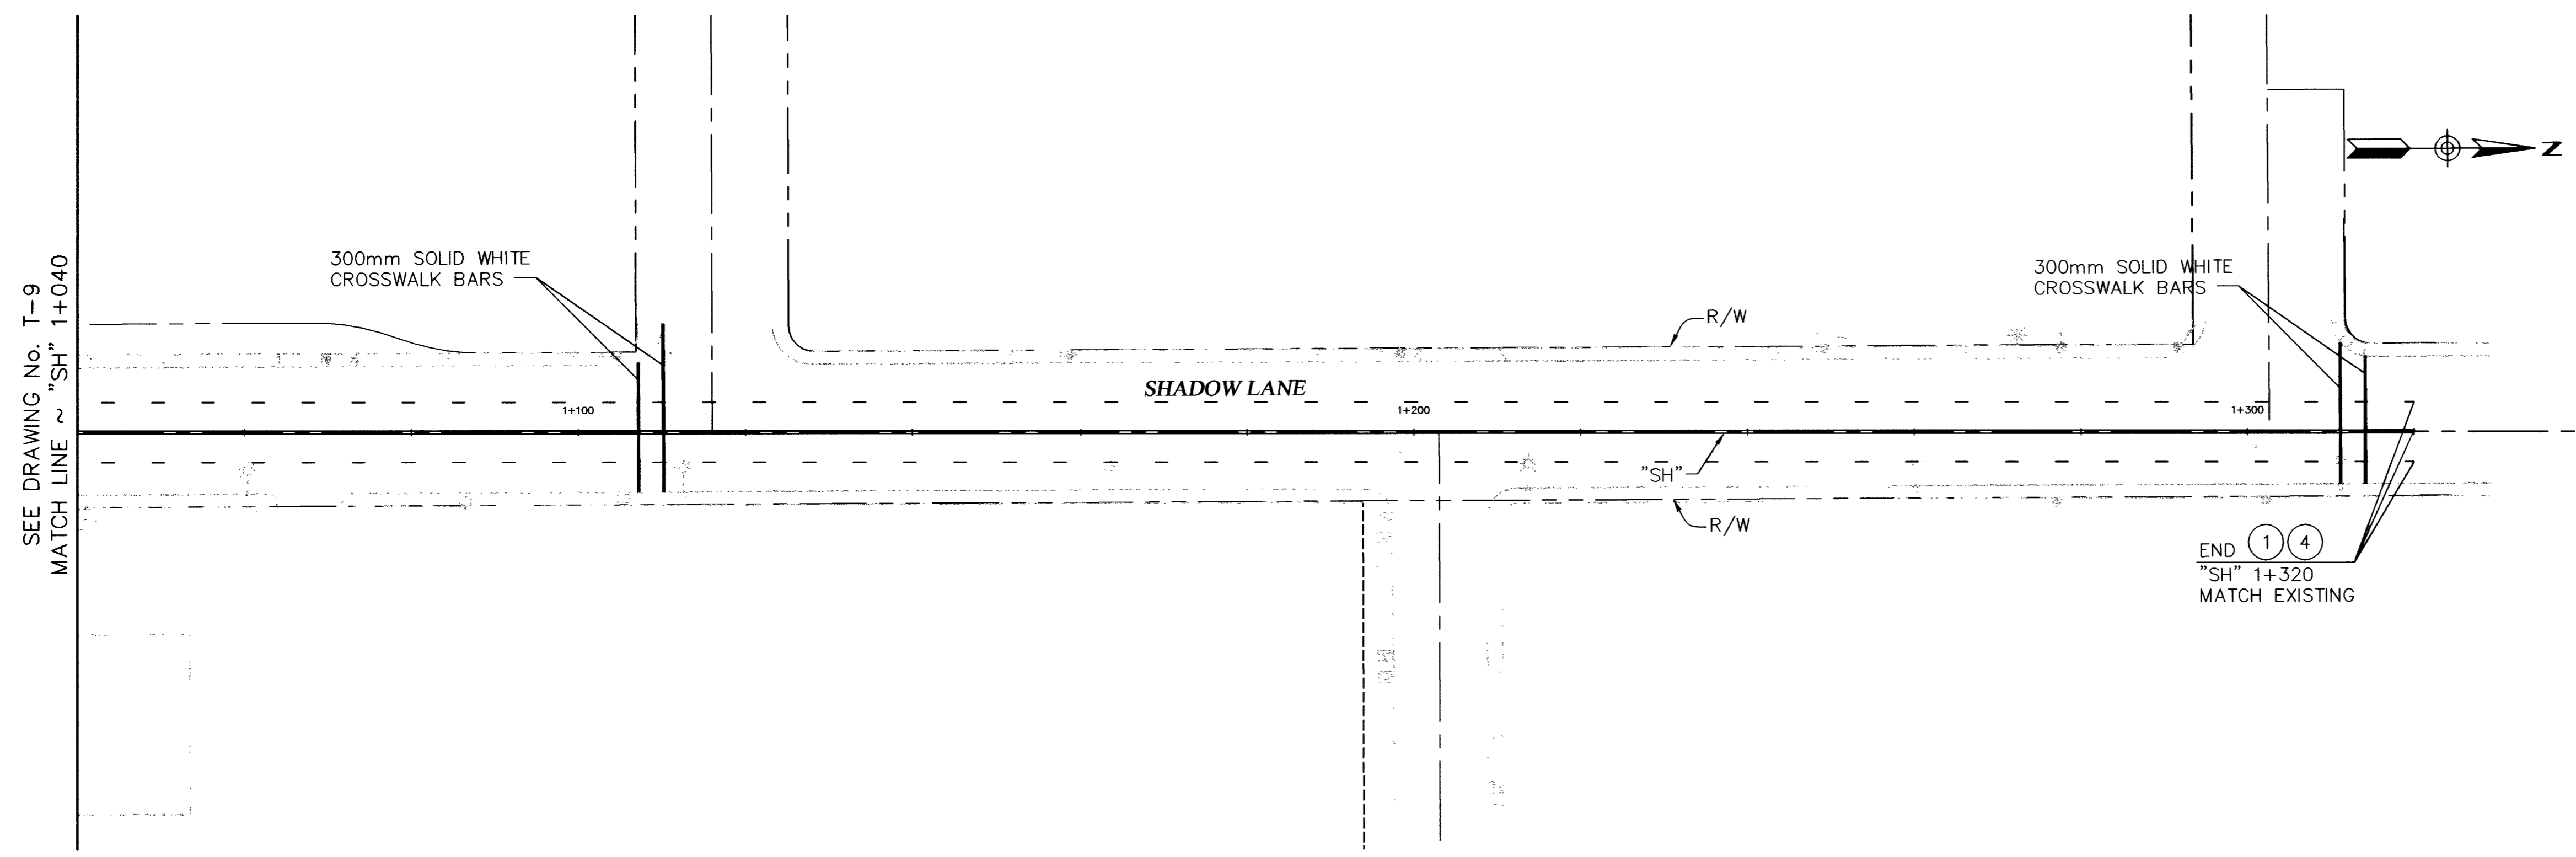 SEE DRAWING No. T-9
MATCH LINE ~ "SH" 1+040
300mm SOLID WHITE
CROSSWALK BARS
1+100
SHADOW LANE
1+200
R/W
"SH"
R/W
300mm SOLID WHITE
CROSSWALK BARS
1+300
N
END 1 4
"SH" 1+320
MATCH EXISTING